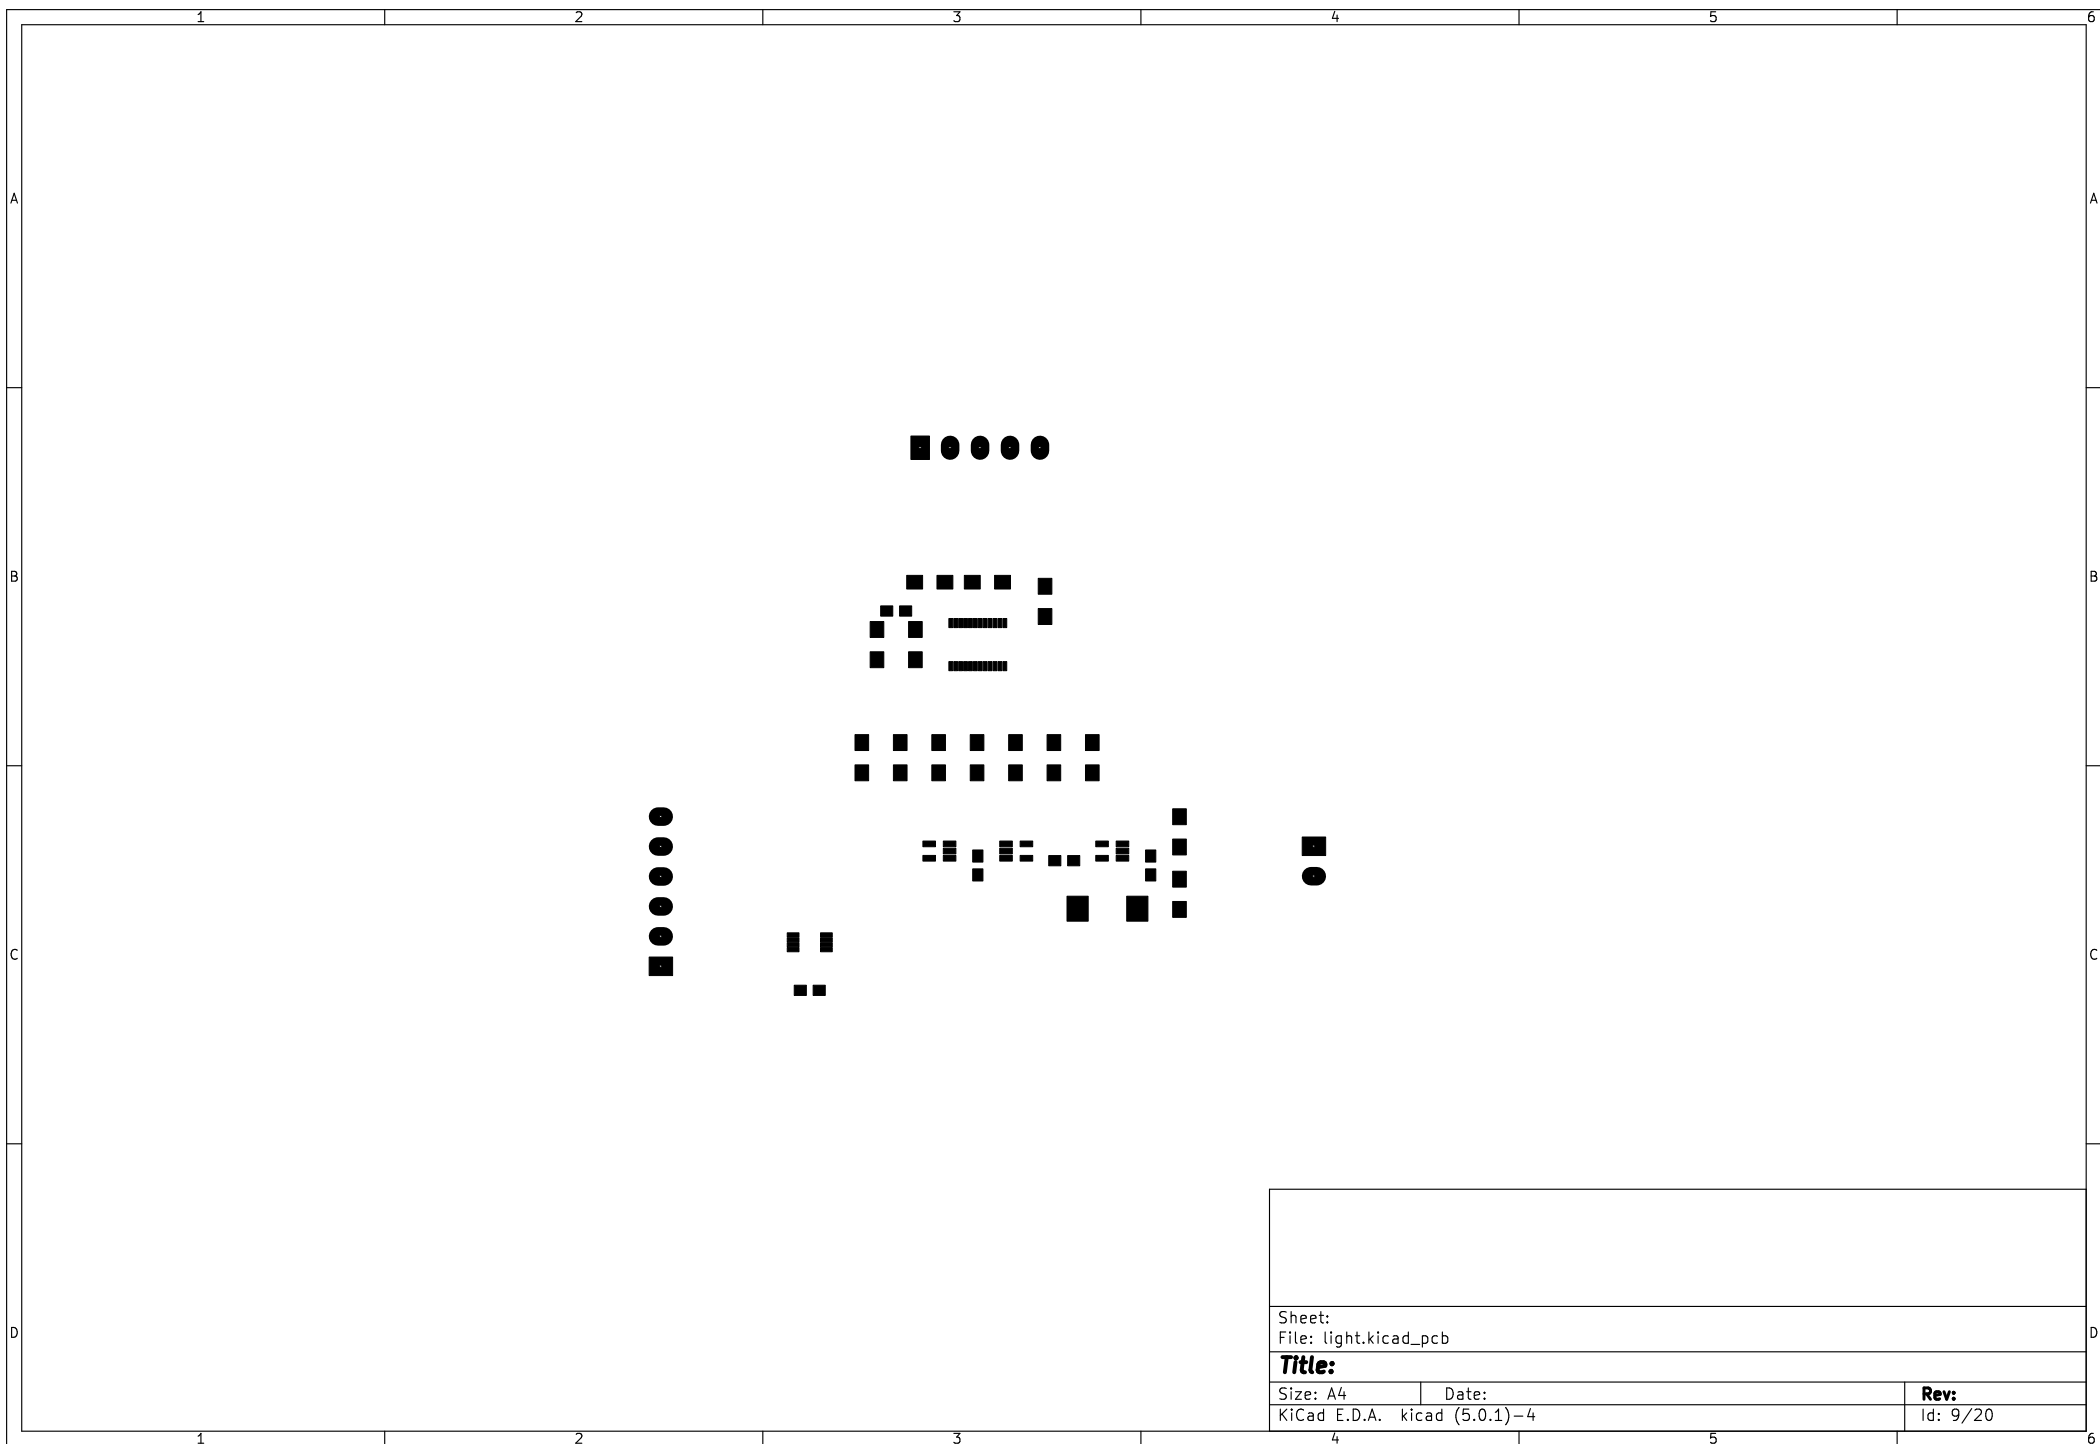 1 2 3 4 5 6
A A
B B
C C
D D
Sheet:
File: light.kicad_pcb
Title:
Size: A4 Date: Rev:
KiCad E.D.A. kicad (5.0.1)-4 Id: 9/20
1 2 3 4 5 6